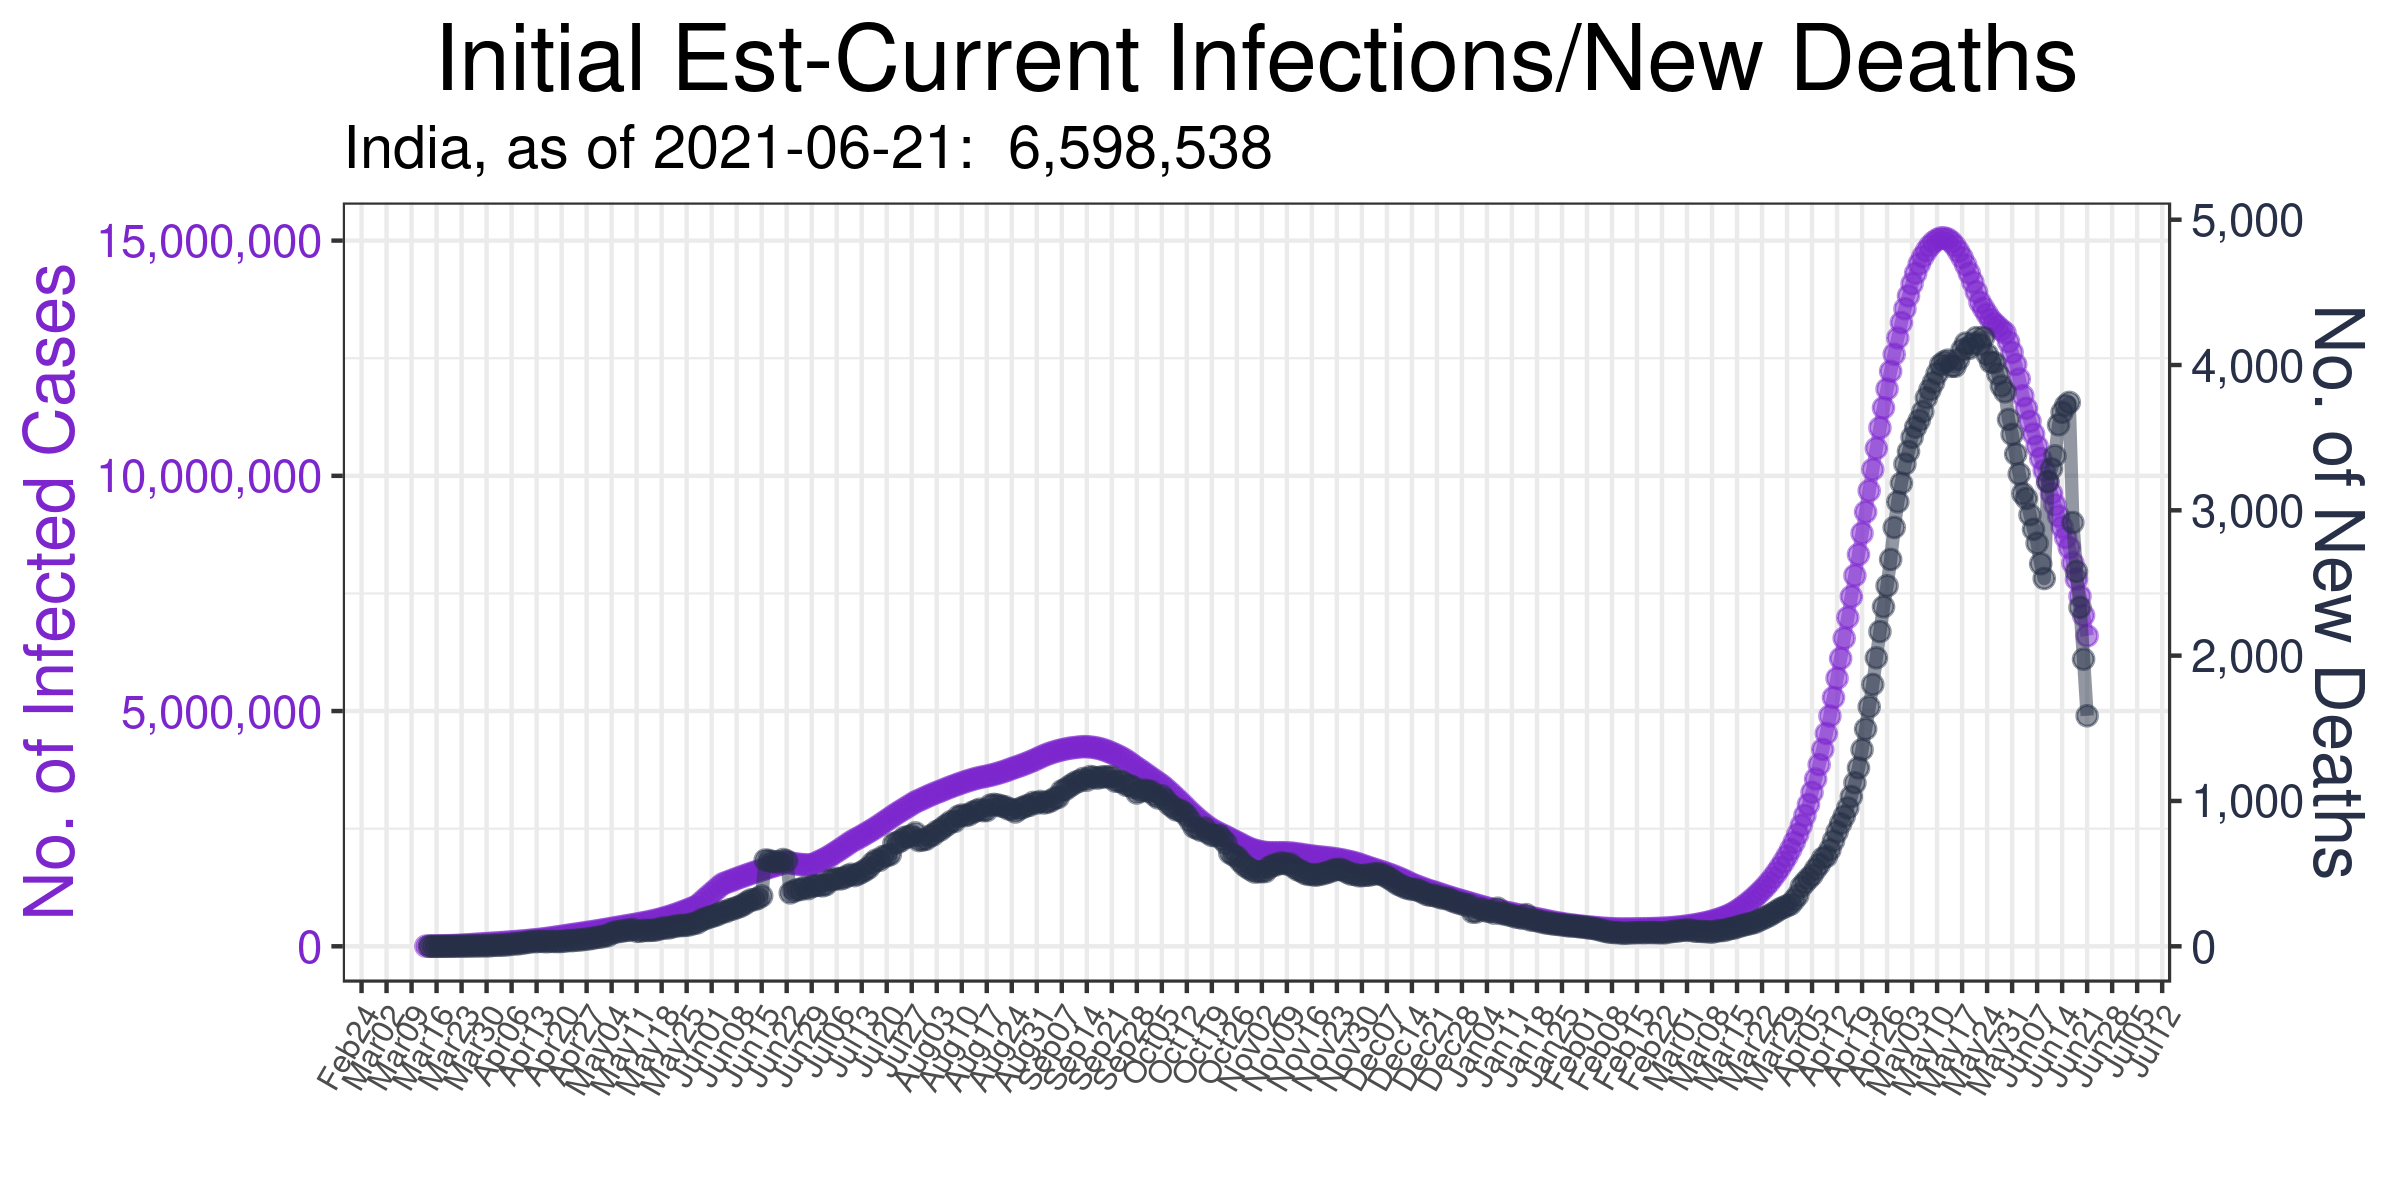 Initial Est-Current Infections/New Deaths
India, as of 2021-06-21:  6,598,538
No. of Infected Cases
15,000,000
10,000,000
5,000,000
0
5,000
4,000
3,000
2,000
1,000
0
No. of New Deaths
Feb24
Mar02
Mar09
Mar16
Mar23
Mar30
Apr06
Apr13
Apr20
Apr27
May04
May11
May18
May25
Jun01
Jun08
Jun15
Jun22
Jun29
Jul06
Jul13
Jul20
Jul27
Aug03
Aug10
Aug17
Aug24
Aug31
Sep07
Sep14
Sep21
Sep28
Oct05
Oct12
Oct19
Oct26
Nov02
Nov09
Nov16
Nov23
Nov30
Dec07
Dec14
Dec21
Dec28
Jan04
Jan11
Jan18
Jan25
Feb01
Feb08
Feb15
Feb22
Mar01
Mar08
Mar15
Mar22
Mar29
Apr05
Apr12
Apr19
Apr26
May03
May10
May17
May24
May31
Jun07
Jun14
Jun21
Jun28
Jul05
Jul12